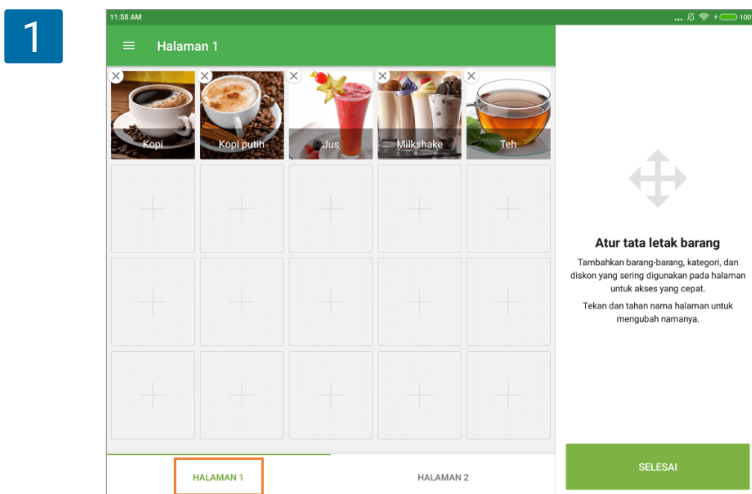 1
11:58 AM
... 100%
Halaman 1
Kopi
Kopi putih
Jus
Milkshake
Teh
Atur tata letak barang
Tambahkan barang-barang, kategori, dan
diskon yang sering digunakan pada halaman
untuk akses yang cepat.
Tekan dan tahan nama halaman untuk
mengubah namanya.
HALAMAN 1
HALAMAN 2
SELESAI